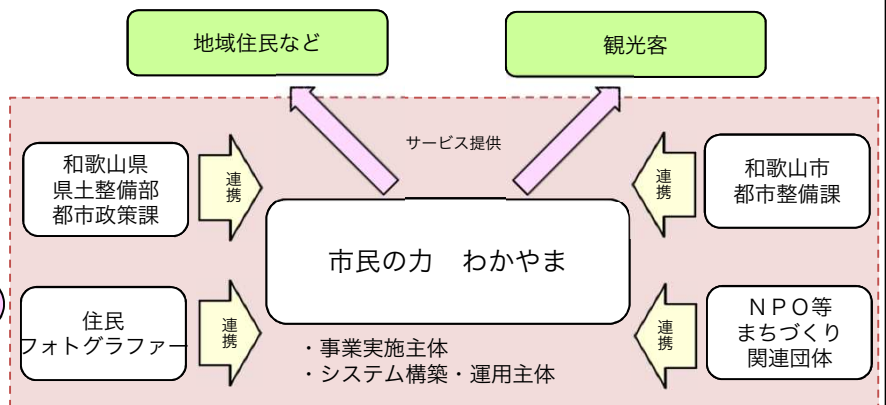 地域住民など
観光客
サービス提供
和歌山県
県土整備部
都市政策課
連携
連携
和歌山市
都市整備課
市民の力　わかやま
住民
フォトグラファー
連携
連携
ＮＰＯ等
まちづくり
関連団体
・事業実施主体
・システム構築・運用主体